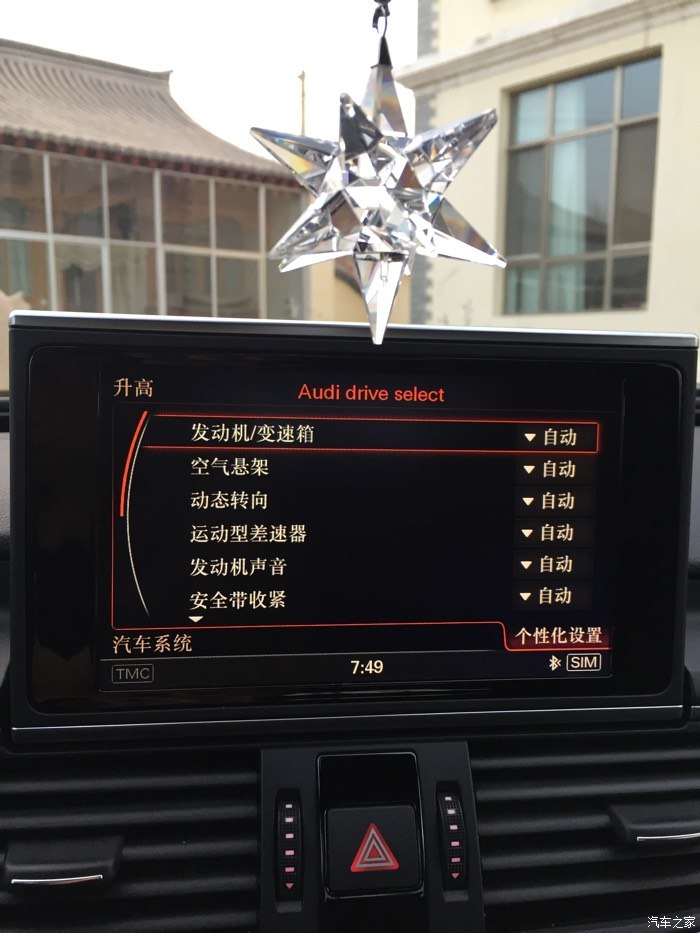 升高
Audi drive select
发动机/变速箱 自动
空气悬架 自动
动态转向 自动
运动型差速器 自动
发动机声音 自动
安全带收紧 自动
汽车系统 个性化设置
TMC 7:49 SIM
汽车之家